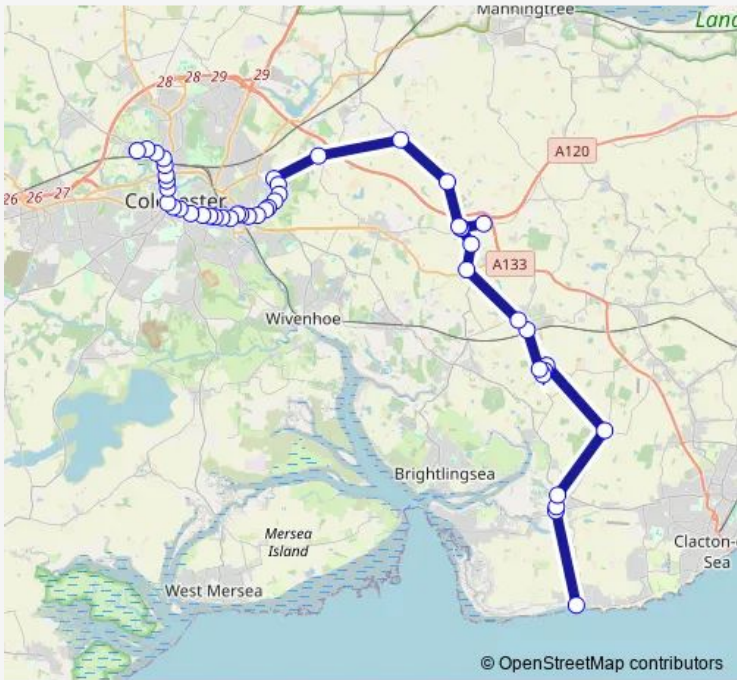 Manningtree
Land
28 28 29 29
A120
26 26 27
Colchester
A133
Wivenhoe
Brightlingsea
Mersea
Island
Clacton-o
Sea
West Mersea
© OpenStreetMap contributors